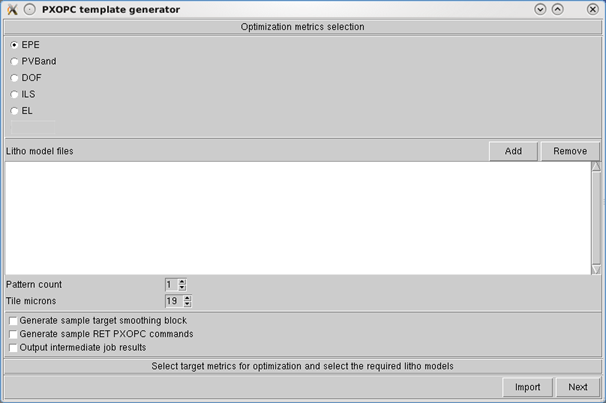 PXOPC template generator
Optimization metrics selection
EPE
PVBand
DOF
ILS
EL
Litho model files Add Remove
Pattern count 1
Tile microns 19
Generate sample target smoothing block
Generate sample RET PXOPC commands
Output intermediate job results
Select target metrics for optimization and select the required litho models
Import Next